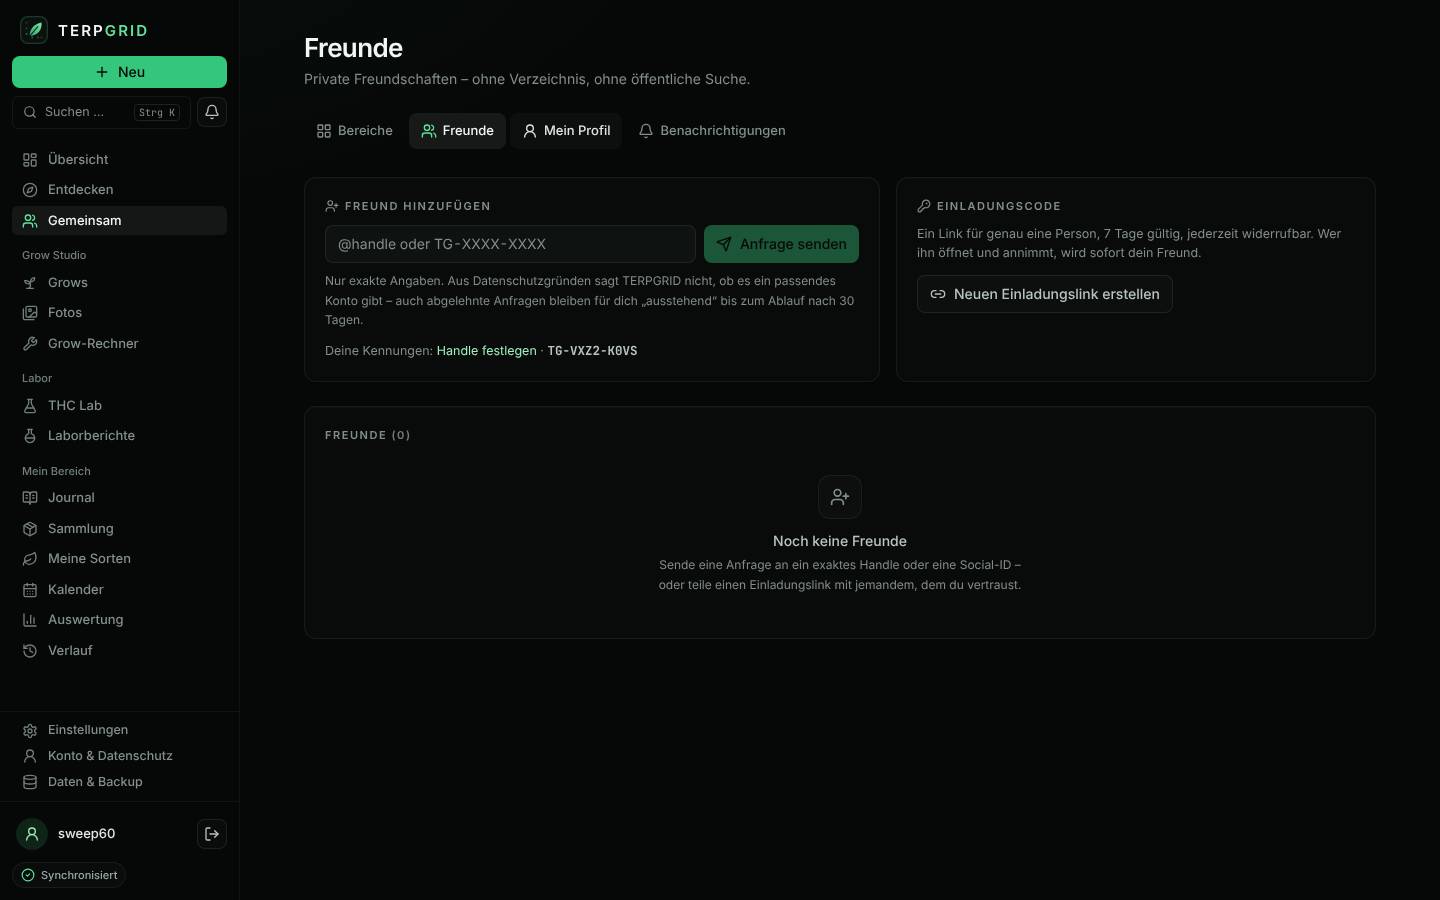 TERPGRID
Neu
Suchen ...
Strg K
Übersicht
Entdecken
Gemeinsam
Grow Studio
Grows
Fotos
Grow-Rechner
Labor
THC Lab
Laborberichte
Mein Bereich
Journal
Sammlung
Meine Sorten
Kalender
Auswertung
Verlauf
Einstellungen
Konto & Datenschutz
Daten & Backup
sweep60
Synchronisiert
Freunde
Private Freundschaften – ohne Verzeichnis, ohne öffentliche Suche.
Bereiche
Freunde
Mein Profil
Benachrichtigungen
FREUND HINZUFÜGEN
@handle oder TG-XXXX-XXXX
Anfrage senden
Nur exakte Angaben. Aus Datenschutzgründen sagt TERPGRID nicht, ob es ein passendes
Konto gibt – auch abgelehnte Anfragen bleiben für dich „ausstehend“ bis zum Ablauf nach 30
Tagen.
Deine Kennungen: Handle festlegen · TG-VXZ2-K0VS
EINLADUNGSCODE
Ein Link für genau eine Person, 7 Tage gültig, jederzeit widerrufbar. Wer
ihn öffnet und annimmt, wird sofort dein Freund.
Neuen Einladungslink erstellen
FREUNDE (0)
Noch keine Freunde
Sende eine Anfrage an ein exaktes Handle oder eine Social-ID –
oder teile einen Einladungslink mit jemandem, dem du vertraust.